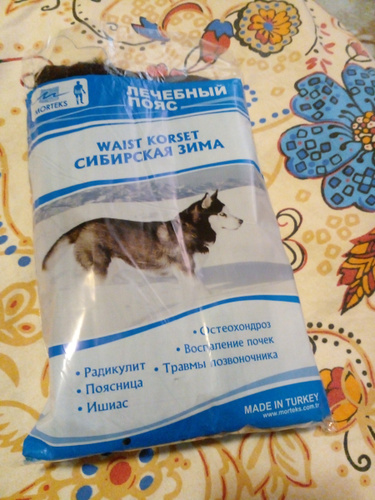 MORTEKS
ЛЕЧЕБНЫЙ
ПОЯС
WAIST KORSET
СИБИРСКАЯ ЗИМА
• Остеохондроз
• Воспаление почек
• Травмы позвоночника
• Радикулит
• Поясница
• Ишиас
MADE IN TURKEY
www.morteks.com.tr